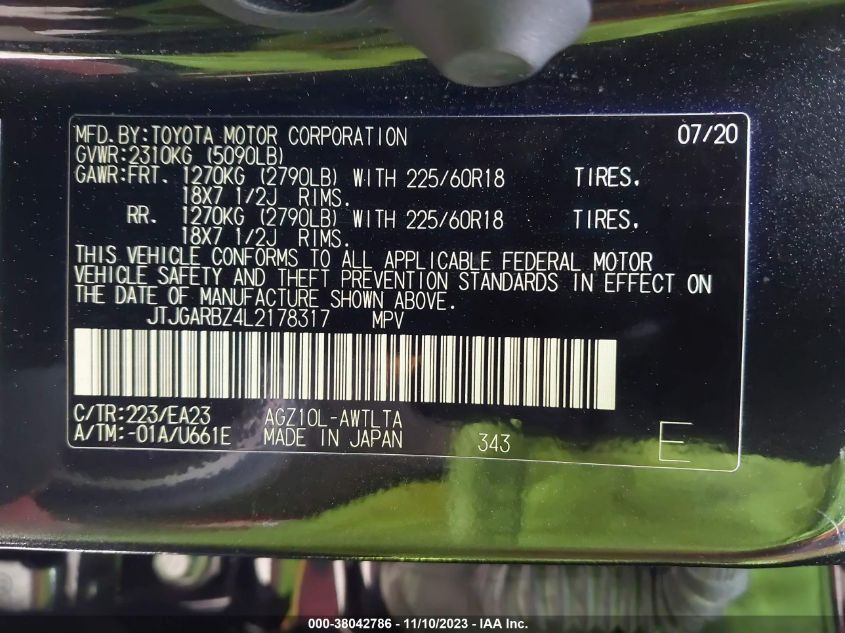 MFD.BY:TOYOTA MOTOR CORPORATION 07/20
GVWR:2310KG (5090LB)
GAWR:FRT. 1270KG (2790LB) WITH 225/60R18 TIRES,
18X7 1/2J RIMS.
RR. 1270KG (2790LB) WITH 225/60R18 TIRES,
18X7 1/2J RIMS.
THIS VEHICLE CONFORMS TO ALL APPLICABLE FEDERAL MOTOR
VEHICLE SAFETY AND THEFT PREVENTION STANDARDS IN EFFECT ON
THE DATE OF MANUFACTURE SHOWN ABOVE.
JTJGARBZ4L2178317 MPV
C/TR:223/EA23 AGZ10L-AWTLTA
A/TM:-01A/U661E MADE IN JAPAN 343 E
000-38042786 - 11/10/2023 - IAA Inc.